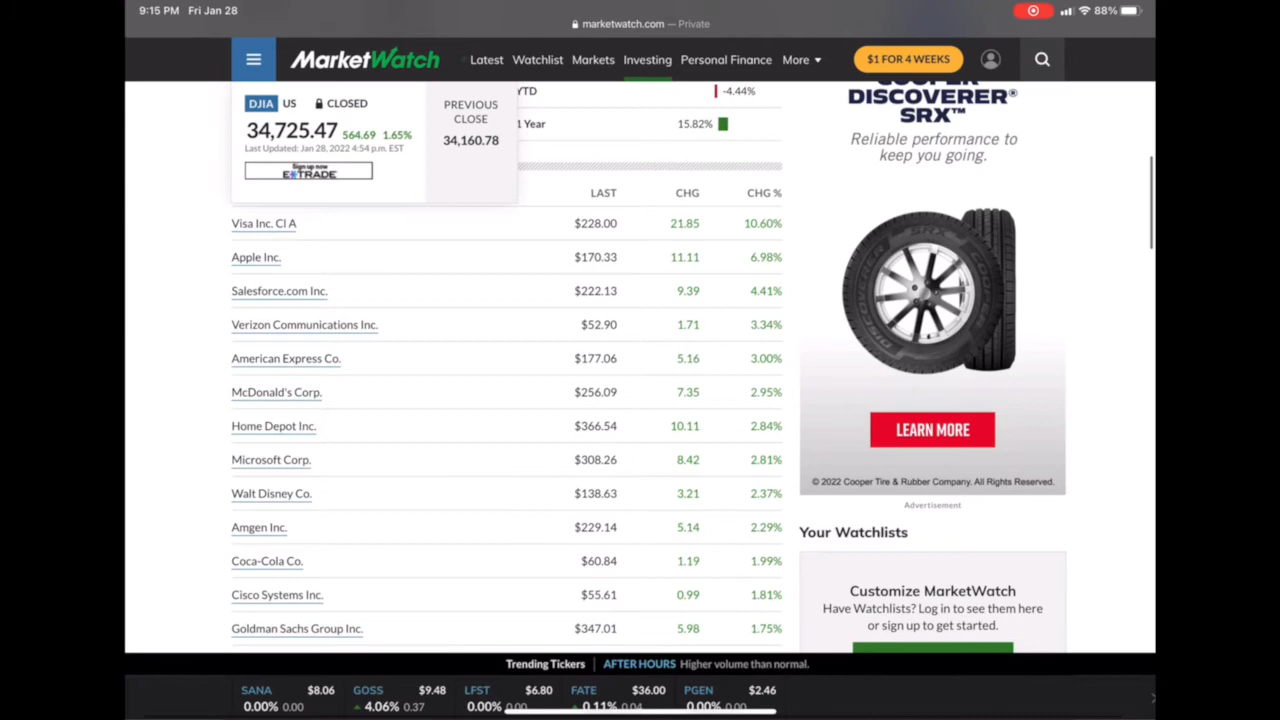 9:15 PM Fri Jan 28
88%
marketwatch.com — Private
MarketWatch
Latest Watchlist Markets Investing Personal Finance More
$1 FOR 4 WEEKS
DJIA US CLOSED
34,725.47 564.69 1.65%
Last Updated: Jan 28, 2022 4:54 p.m. EST
Sign up now
E*TRADE
PREVIOUS
CLOSE
34,160.78
YTD -4.44%
1 Year 15.82%
LAST CHG CHG %
Visa Inc. Cl A $228.00 21.85 10.60%
Apple Inc. $170.33 11.11 6.98%
Salesforce.com Inc. $222.13 9.39 4.41%
Verizon Communications Inc. $52.90 1.71 3.34%
American Express Co. $177.06 5.16 3.00%
McDonald's Corp. $256.09 7.35 2.95%
Home Depot Inc. $366.54 10.11 2.84%
Microsoft Corp. $308.26 8.42 2.81%
Walt Disney Co. $138.63 3.21 2.37%
Amgen Inc. $229.14 5.14 2.29%
Coca-Cola Co. $60.84 1.19 1.99%
Cisco Systems Inc. $55.61 0.99 1.81%
Goldman Sachs Group Inc. $347.01 5.98 1.75%
COOPER
DISCOVERER®
SRX™
Reliable performance to
keep you going.
LEARN MORE
© 2022 Cooper Tire & Rubber Company. All Rights Reserved.
Advertisement
Your Watchlists
Customize MarketWatch
Have Watchlists? Log in to see them here
or sign up to get started.
Trending Tickers AFTER HOURS Higher volume than normal.
SANA $8.06 GOSS $9.48 LFST $6.80 FATE $36.00 PGEN $2.46
0.00% 0.00 4.06% 0.37 0.00% 0.00 0.11% 0.04 0.00% 0.00